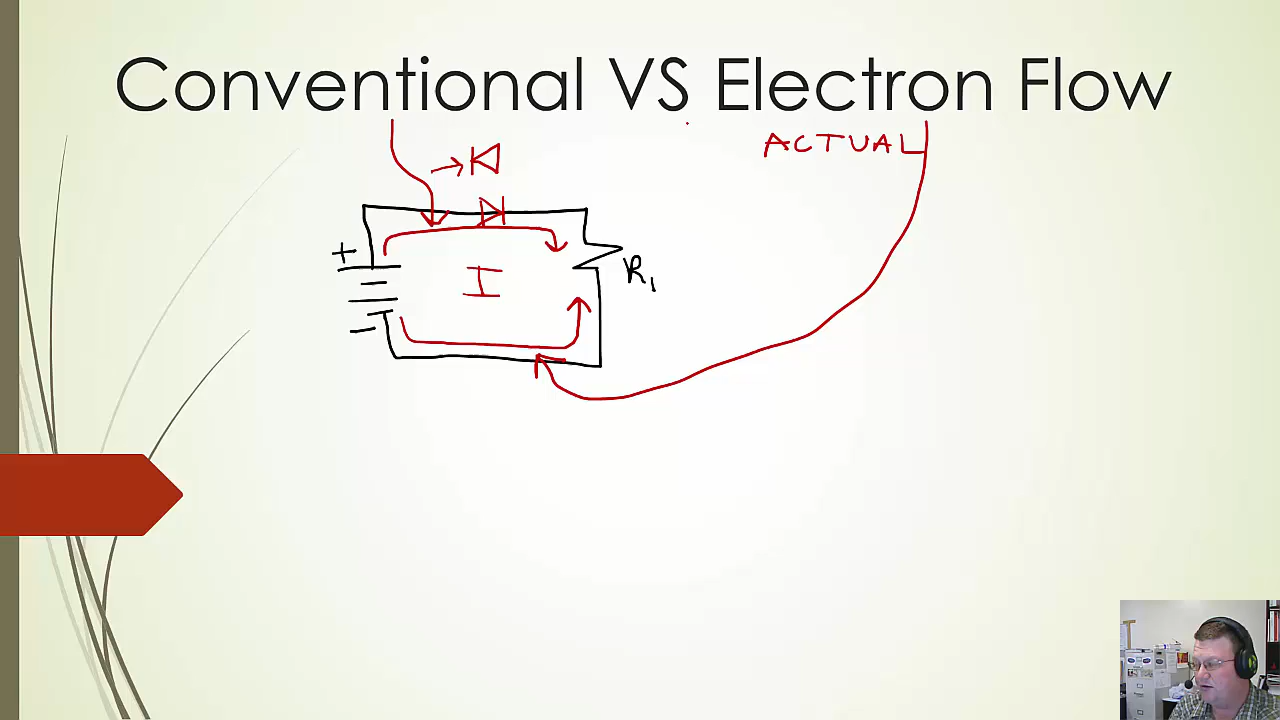 Conventional VS Electron Flow
ACTUAL
+
I
R₁
−